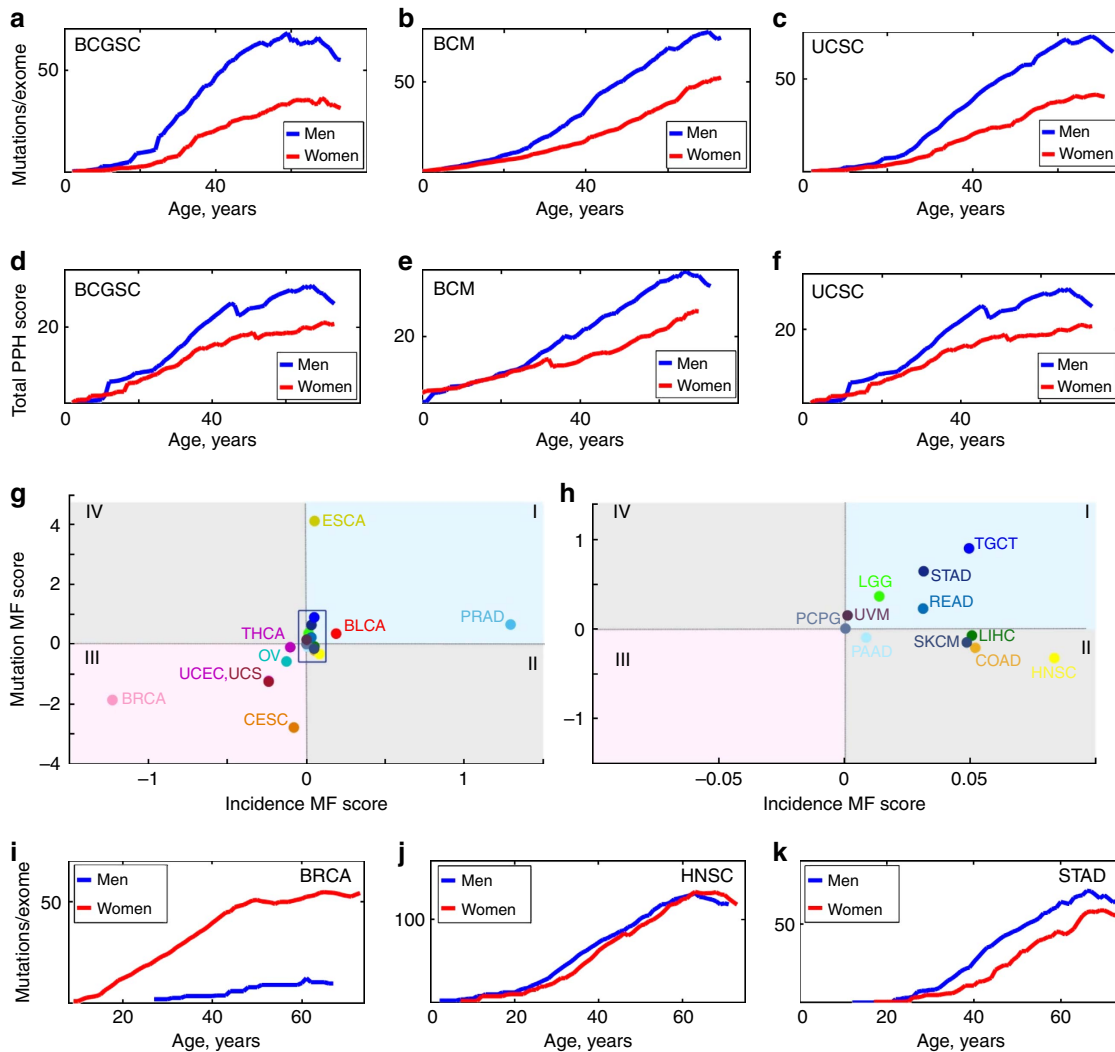 a
BCGSC
Mutations/exome
50
Men
Women
0
40
Age, years
b
BCM
50
Men
Women
0
40
Age, years
c
UCSC
50
Men
Women
0
40
Age, years
d
BCGSC
Total PPH score
20
Men
Women
0
40
Age, years
e
BCM
20
Men
Women
0
40
Age, years
f
UCSC
20
Men
Women
0
40
Age, years
g
Mutation MF score
IV
I
4
ESCA
2
PRAD
BLCA
THCA
0
III
OV
II
UCEC,UCS
−2
BRCA
CESC
−4
−1
0
1
Incidence MF score
h
IV
I
1
TGCT
STAD
LGG
READ
PCPG
UVM
0
SKCM
LIHC
III
PAAD
COAD
II
HNSC
−1
−0.05
0
0.05
Incidence MF score
i
Mutations/exome
Men
Women
BRCA
50
20
40
60
Age, years
j
Men
Women
HNSC
100
0
20
40
60
Age, years
k
Men
Women
STAD
50
0
20
40
60
Age, years